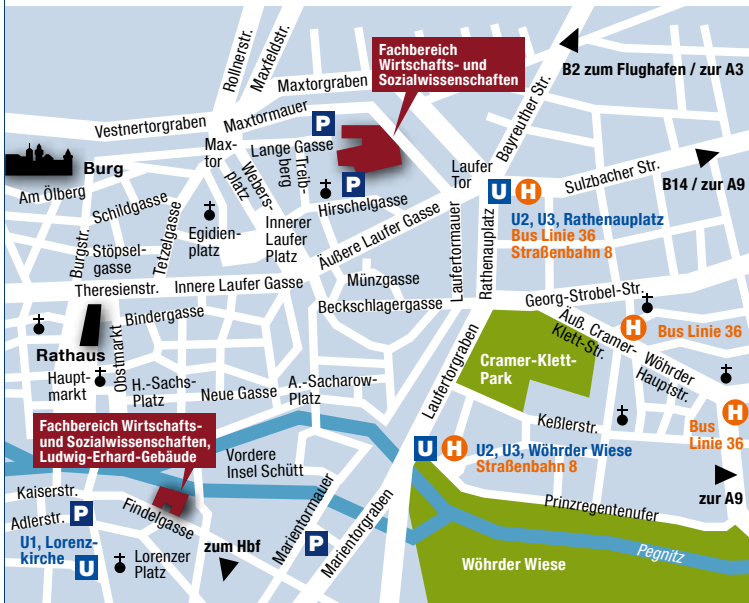 Rollnerstr.
Maxfeldstr.
Fachbereich
Wirtschafts- und
Sozialwissenschaften
B2 zum Flughafen / zur A3
Maxtorgraben
Bayreuther Str.
Vestnertorgraben
Maxtormauer
P
Max-
tor
Lange Gasse
Treib-
berg
Webers-
platz
Burg
Laufer
Tor
Sulzbacher Str.
B14 / zur A9
Am Ölberg
P
U
H
Schildgasse
Hirschelgasse
U2, U3, Rathenauplatz
Bus Linie 36
Straßenbahn 8
Burgstr.
Stöpsel-
gasse
Tetzelgasse
Egidien-
platz
Innerer
Laufer
Platz
Äußere Laufer Gasse
Laufertormauer
Rathenauplatz
Münzgasse
Theresienstr.
Innere Laufer Gasse
Beckschlagergasse
Georg-Strobel-Str.
Bindergasse
Obstmarkt
Rathaus
Äuß. Cramer-
Klett-Str.
H
Bus Linie 36
Wöhrder
Hauptstr.
Laufertorgraben
Cramer-Klett-
Park
Haupt-
markt
H.-Sachs-
Platz
Neue Gasse
A.-Sacharow-
Platz
Keßlerstr.
H
Bus
Linie 36
Fachbereich Wirtschafts-
und Sozialwissenschaften,
Ludwig-Erhard-Gebäude
U
H
U2, U3, Wöhrder Wiese
Straßenbahn 8
Vordere
Insel Schütt
Kaiserstr.
Adlerstr.
P
Findelgasse
Marientormauer
P
Marientorgraben
Prinzregentenufer
zur A9
U1, Lorenz-
kirche
U
Lorenzer
Platz
zum Hbf
Wöhrder Wiese
Pegnitz